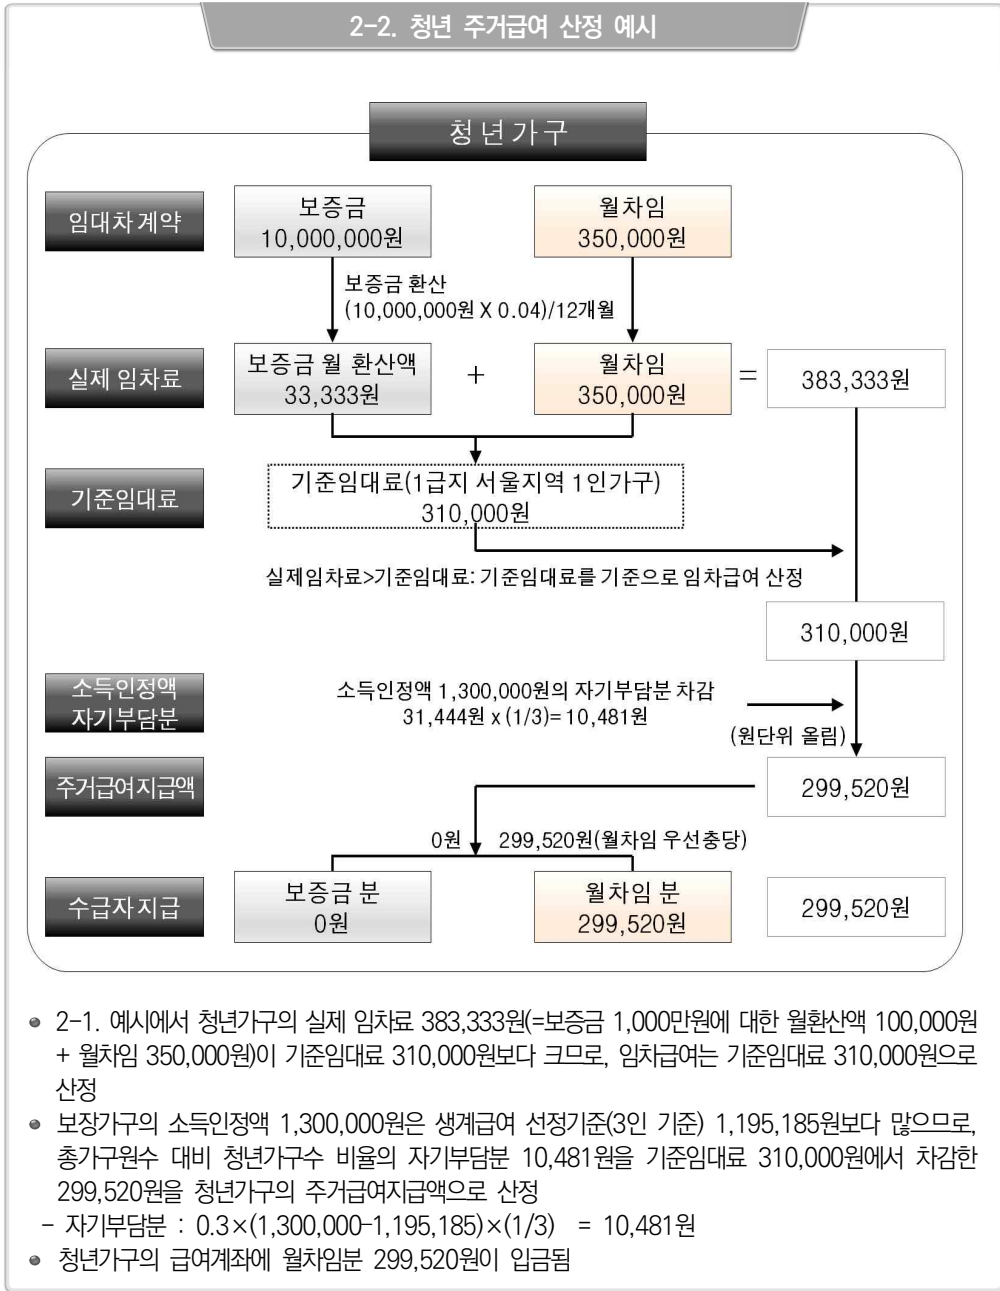 2-2. 청년 주거급여 산정 예시
청년가구
임대차계약
보증금
10,000,000원
월차임
350,000원
보증금 환산
(10,000,000원 X 0.04)/12개월
실제 임차료
보증금 월 환산액
33,333원
+
월차임
350,000원
=
383,333원
기준임대료
기준임대료(1급지 서울지역 1인가구)
310,000원
실제임차료>기준임대료: 기준임대료를 기준으로 임차급여 산정
310,000원
소득인정액
자기부담분
소득인정액 1,300,000원의 자기부담분 차감
31,444원 x (1/3)= 10,481원
(원단위 올림)
주거급여지급액
299,520원
0원
299,520원(월차임 우선충당)
수급자지급
보증금 분
0원
월차임 분
299,520원
299,520원
2-1. 예시에서 청년가구의 실제 임차료 383,333원(=보증금 1,000만원에 대한 월환산액 100,000원
+ 월차임 350,000원)이 기준임대료 310,000원보다 크므로, 임차급여는 기준임대료 310,000원으로
산정
보장가구의 소득인정액 1,300,000원은 생계급여 선정기준(3인 기준) 1,195,185원보다 많으므로,
총가구원수 대비 청년가구수 비율의 자기부담분 10,481원을 기준임대료 310,000원에서 차감한
299,520원을 청년가구의 주거급여지급액으로 산정
- 자기부담분 : 0.3×(1,300,000-1,195,185)×(1/3) = 10,481원
청년가구의 급여계좌에 월차임분 299,520원이 입금됨